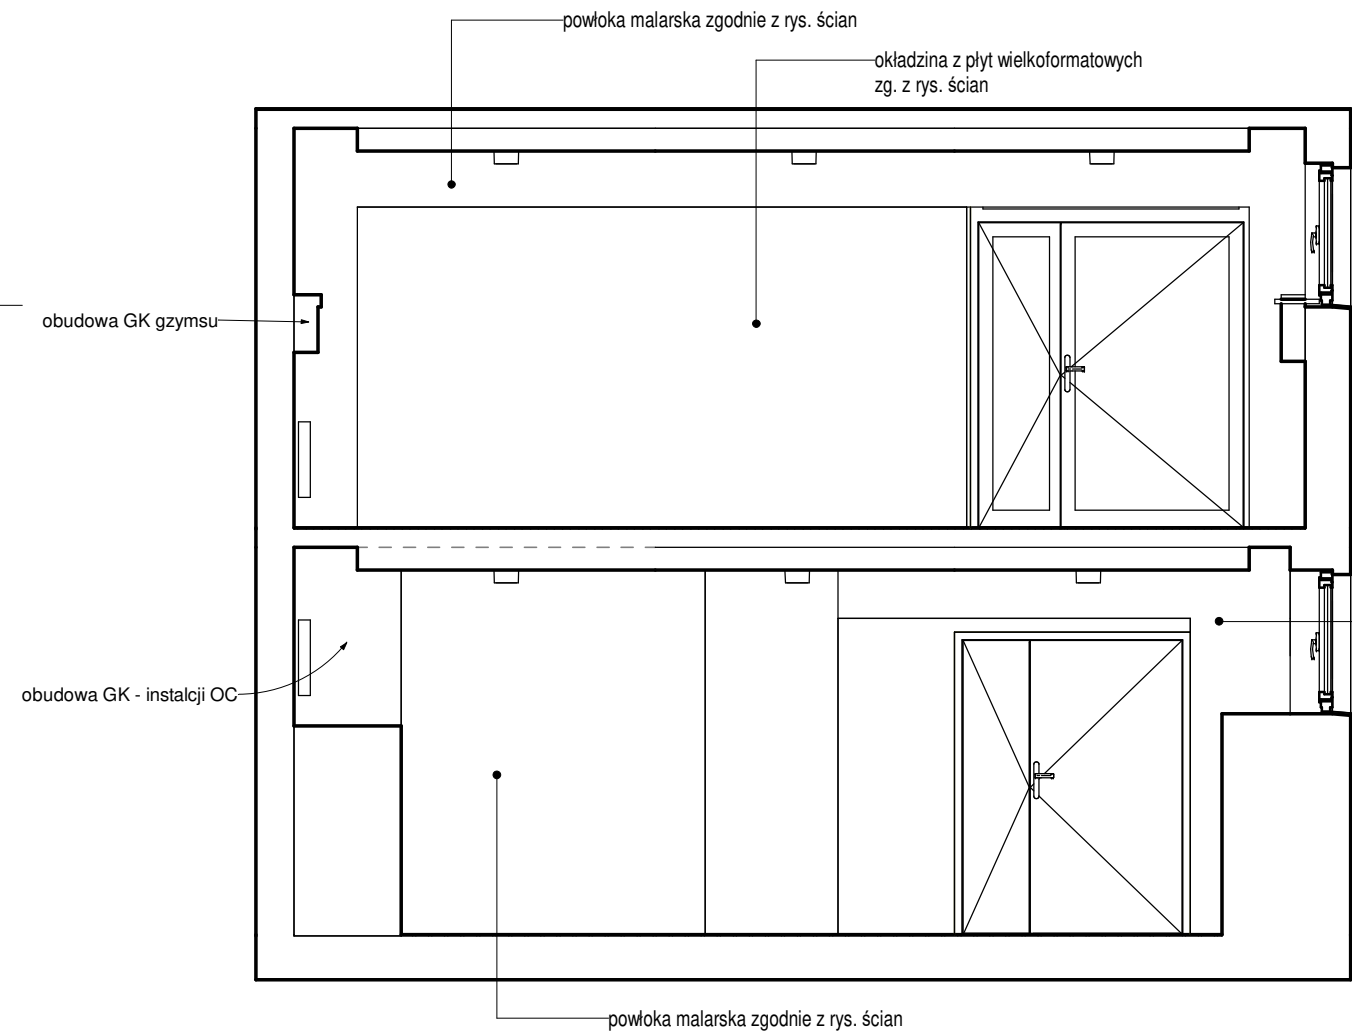 powłoka malarska zgodnie z rys. ścian
okładzina z płyt wielkoformatowych
zg. z rys. ścian
obudowa GK gzymsu
obudowa GK - instalcji OC
powłoka malarska zgodnie z rys. ścian